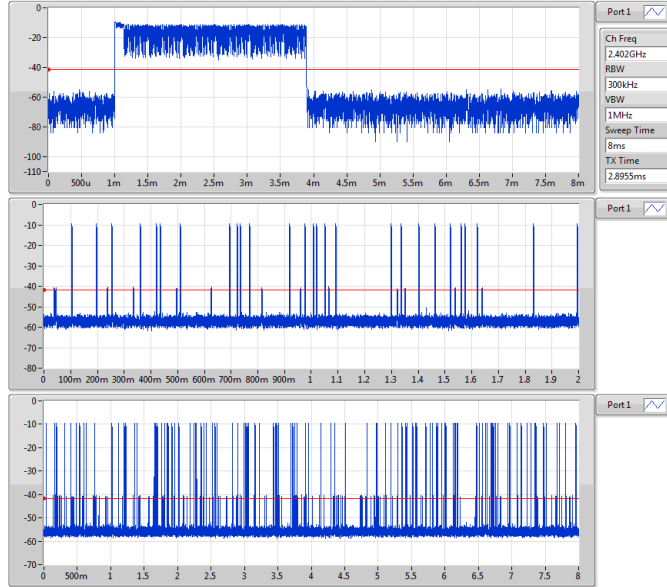 Port 1
0-
-20-
-40-
-60-
-80-
-100-
-110-
0 500u 1m 1.5m 2m 2.5m 3m 3.5m 4m 4.5m 5m 5.5m 6m 6.5m 7m 7.5m 8m
Ch Freq
2.402GHz
RBW
300kHz
VBW
1MHz
Sweep Time
8ms
TX Time
2.8955ms
Port 1
0-
-10-
-20-
-30-
-40-
-50-
-60-
-70-
-80-
0 100m 200m 300m 400m 500m 600m 700m 800m 900m 1 1.1 1.2 1.3 1.4 1.5 1.6 1.7 1.8 1.9 2
Port 1
0-
-10-
-20-
-30-
-40-
-50-
-60-
-70-
0 500m 1 1.5 2 2.5 3 3.5 4 4.5 5 5.5 6 6.5 7 7.5 8